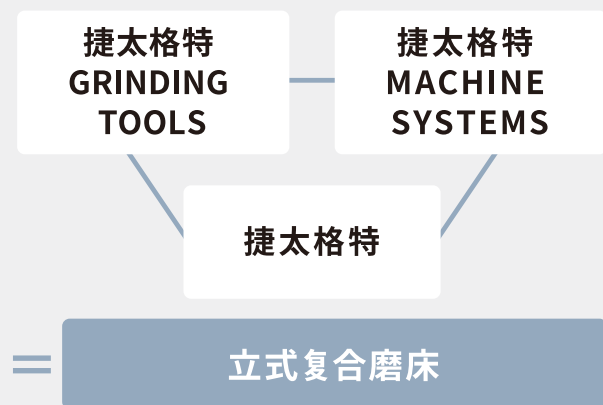 捷太格特
GRINDING
TOOLS
捷太格特
MACHINE
SYSTEMS
捷太格特
=
立式复合磨床